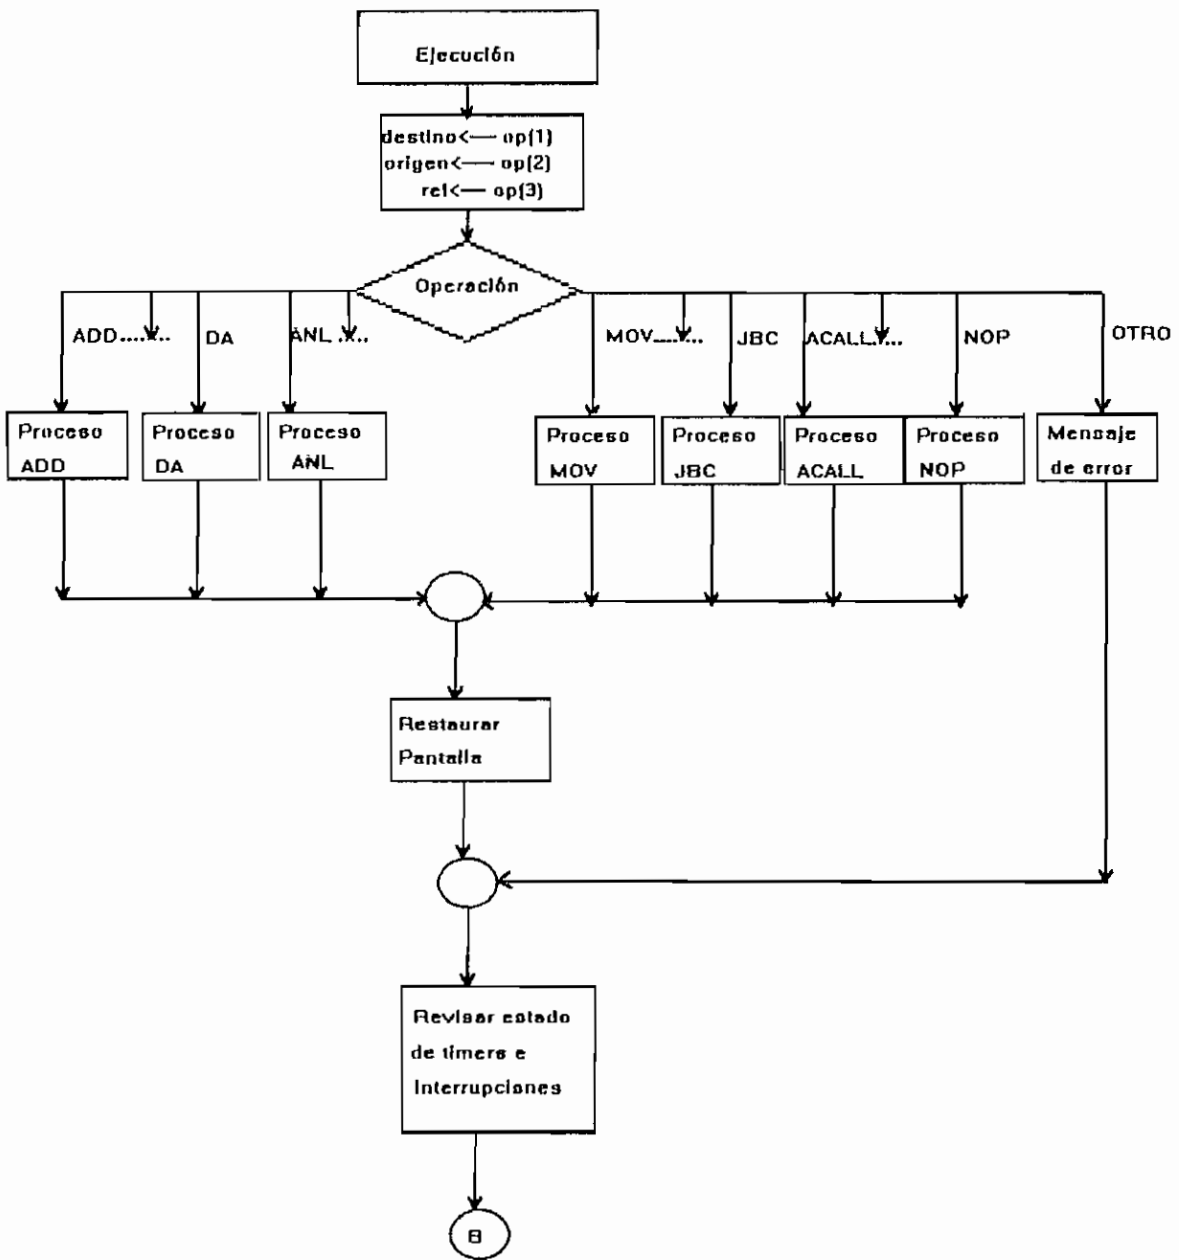 Ejecución
destino<— op(1)
origen<— op(2)
rel<— op(3)
Operación
ADD........
DA
ANL .....
MOV........
JBC
ACALL.....
NOP
OTRO
Proceso
ADD
Proceso
DA
Proceso
ANL
Proceso
MOV
Proceso
JBC
Proceso
ACALL
Proceso
NOP
Mensaje
de error
Restaurar
Pantalla
Revisar estado
de timers e
Interrupciones